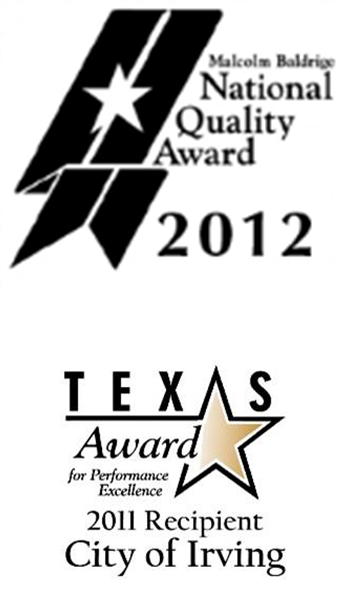 Malcolm Baldrige
National
Quality
Award
2012
TEXAS
Award
for Performance
Excellence
2011 Recipient
City of Irving